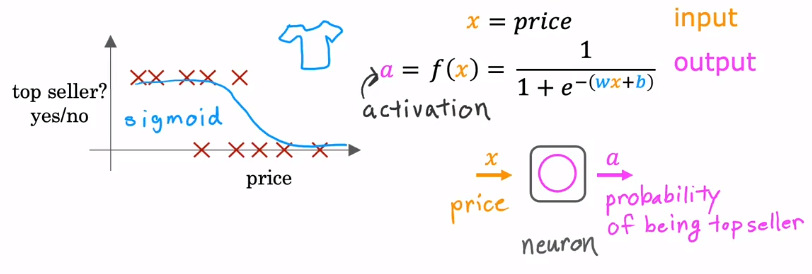 top seller?
yes/no
sigmoid
price
x = price
input
a = f(x) = 1 / (1 + e^-(wx+b))
output
activation
x
price
neuron
a
probability
of being top seller